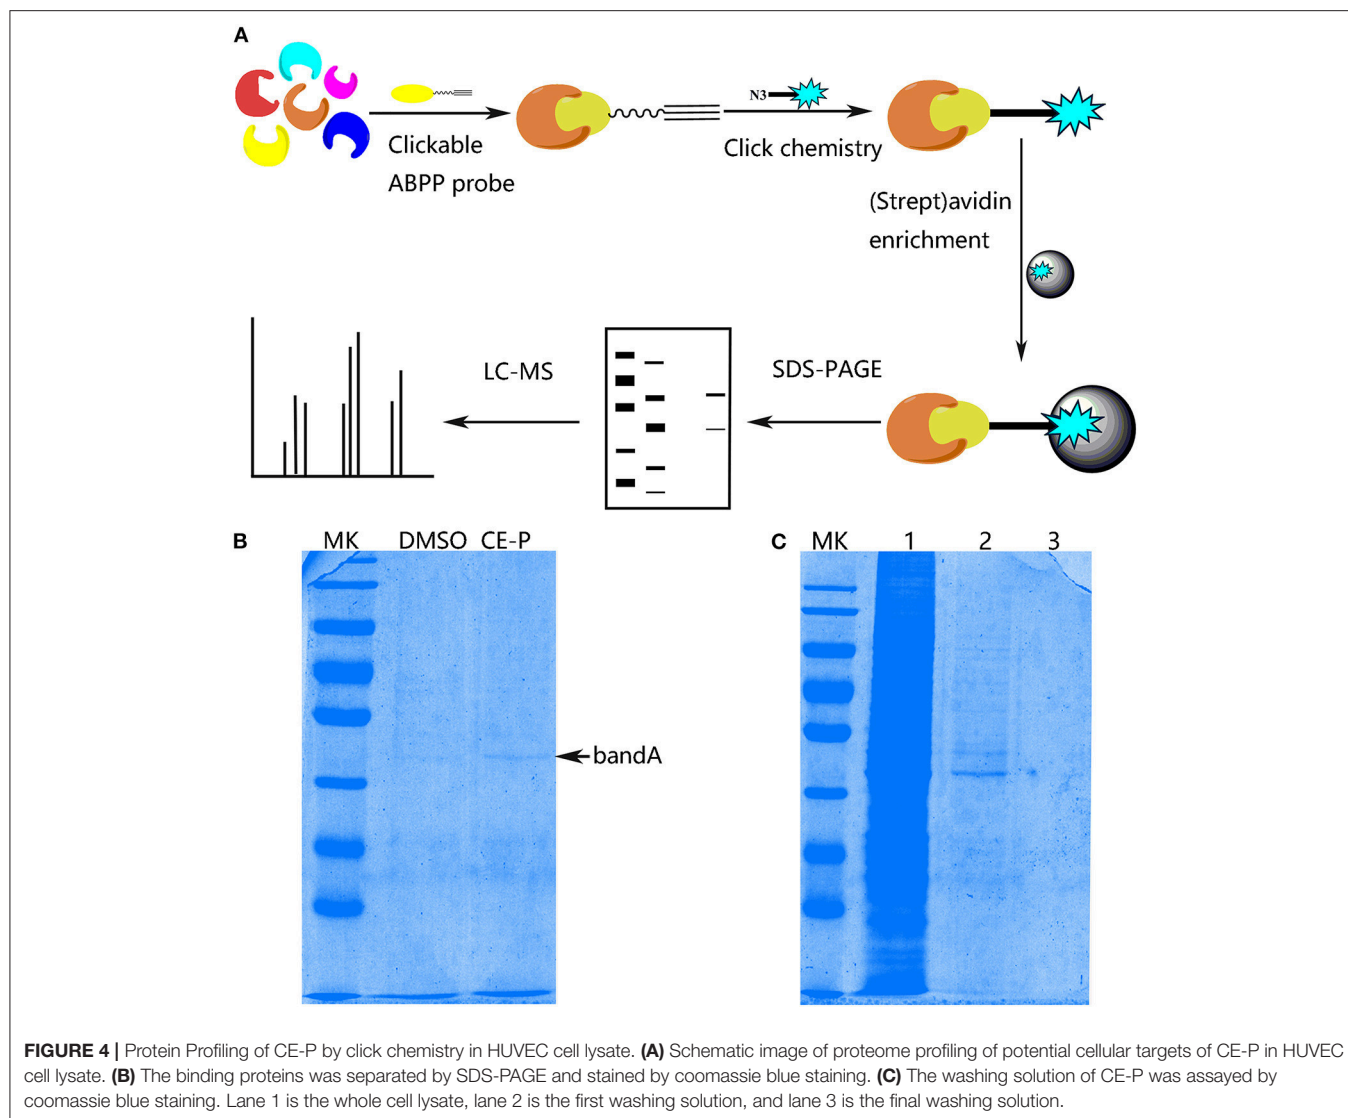 A
Clickable
ABPP probe
N3
Click chemistry
(Strept)avidin
enrichment
SDS-PAGE
LC-MS
B
MK DMSO CE-P
bandA
C
MK 1 2 3
FIGURE 4 | Protein Profiling of CE-P by click chemistry in HUVEC cell lysate. (A) Schematic image of proteome profiling of potential cellular targets of CE-P in HUVEC
cell lysate. (B) The binding proteins was separated by SDS-PAGE and stained by coomassie blue staining. (C) The washing solution of CE-P was assayed by
coomassie blue staining. Lane 1 is the whole cell lysate, lane 2 is the first washing solution, and lane 3 is the final washing solution.